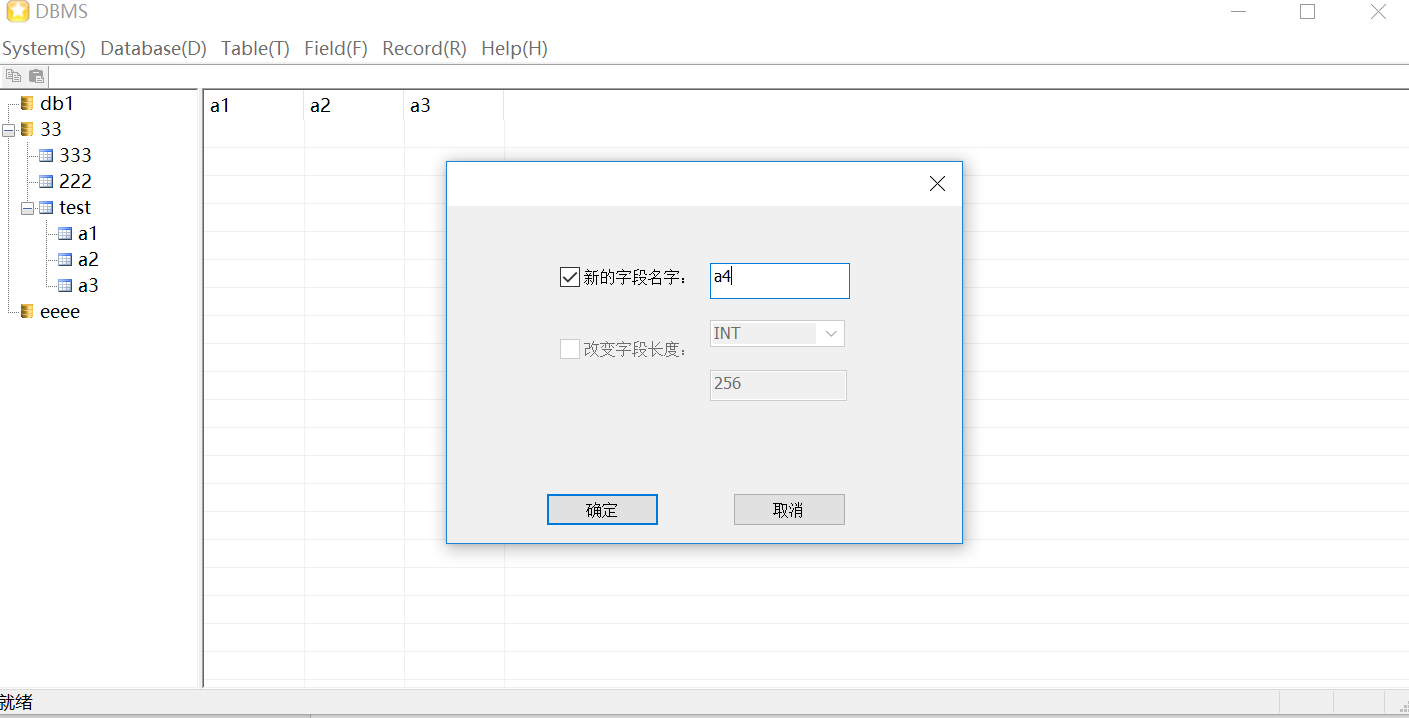 DBMS
System(S) Database(D) Table(T) Field(F) Record(R) Help(H)
db1
33
333
222
test
a1
a2
a3
eeee
a1 a2 a3
新的字段名字： a4
INT
改变字段长度：
256
确定 取消
就绪